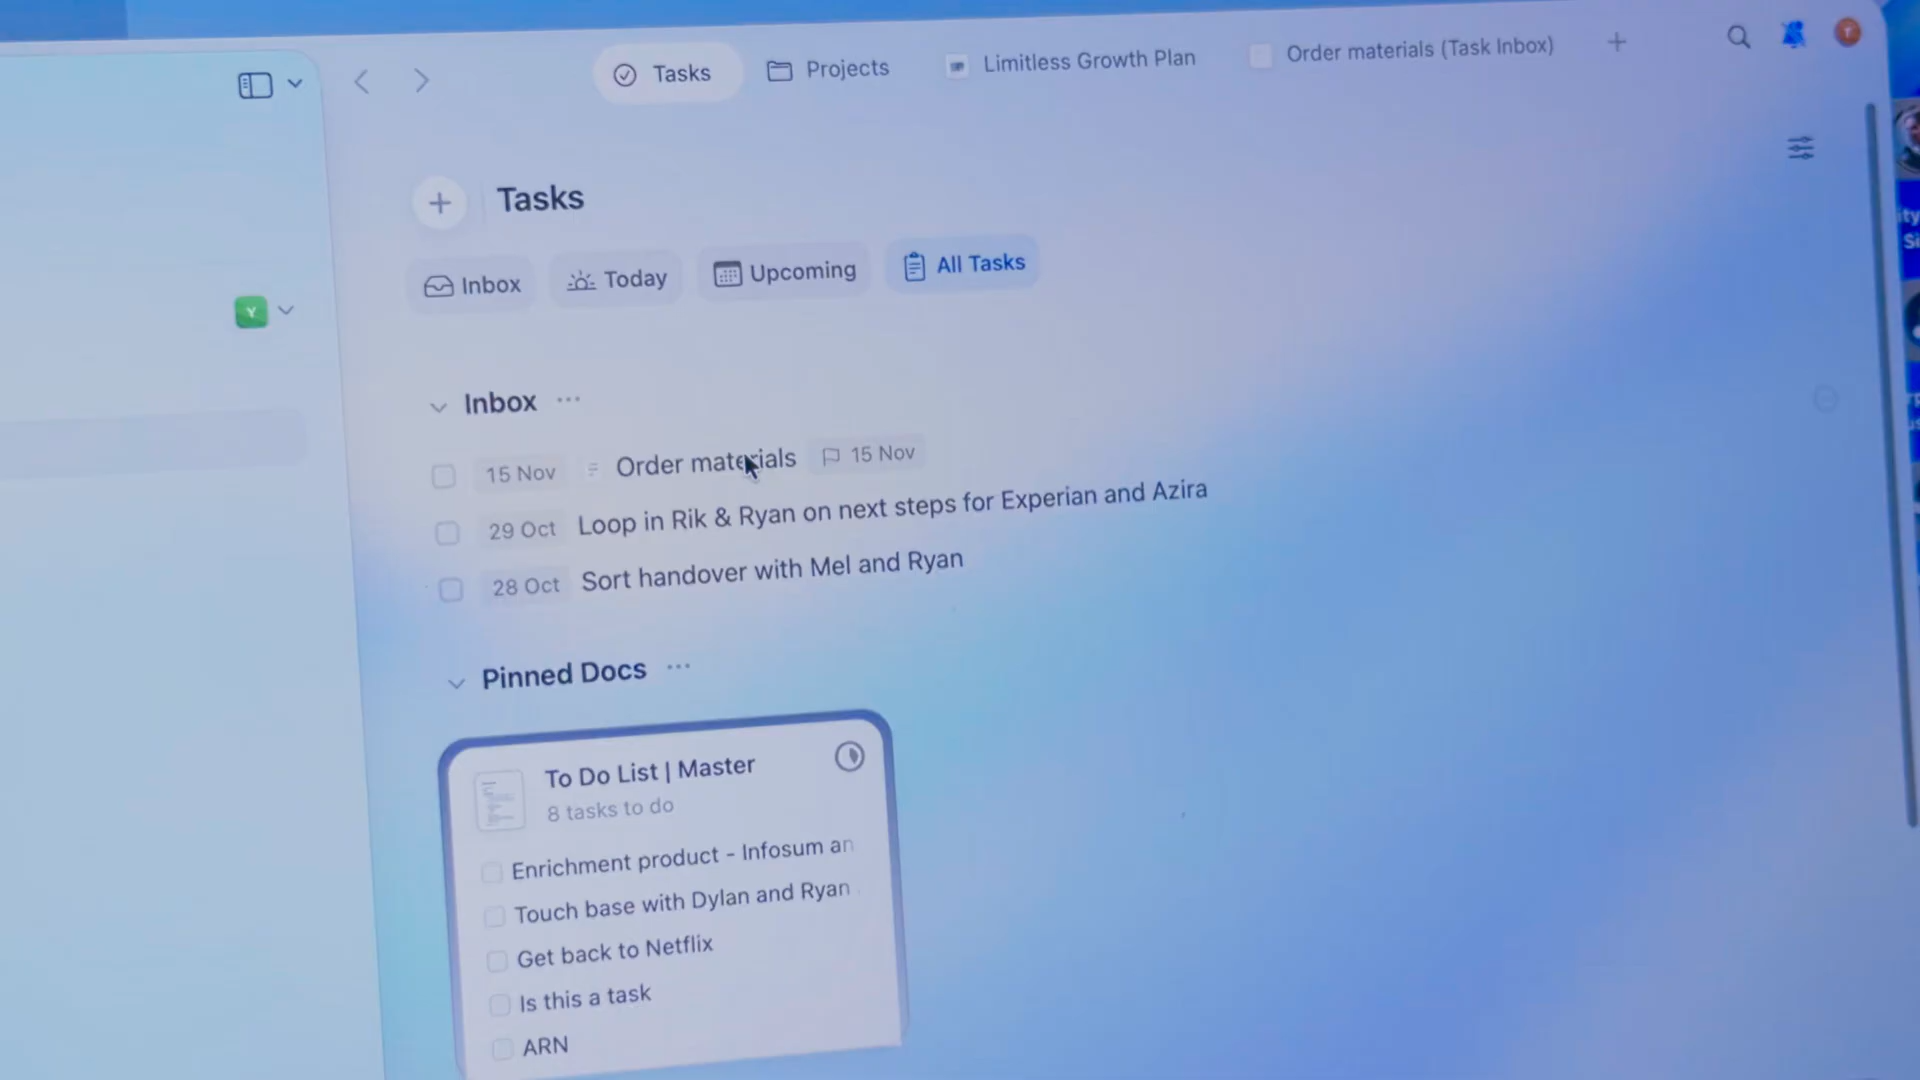 Tasks
Projects
Limitless Growth Plan
Order materials (Task Inbox)
Tasks
Inbox
Today
Upcoming
All Tasks
Y
Inbox
15 Nov Order materials 15 Nov
29 Oct Loop in Rik & Ryan on next steps for Experian and Azira
28 Oct Sort handover with Mel and Ryan
Pinned Docs
To Do List | Master
8 tasks to do
Enrichment product - Infosum an
Touch base with Dylan and Ryan
Get back to Netflix
Is this a task
ARN